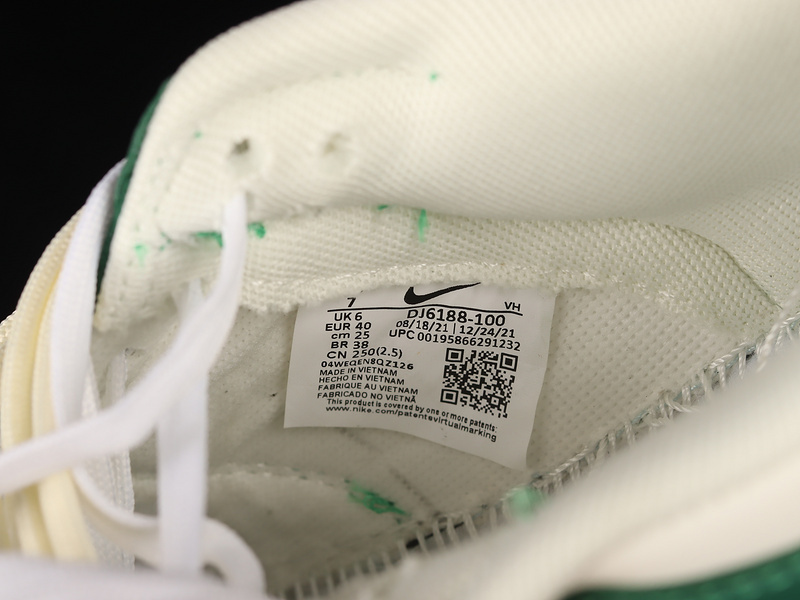 7 VH
UK 6 DJ6188-100
EUR 40 08/18/21 | 12/24/21
cm 25 UPC 00195866291232
BR 38
CN 250(2.5)
04WEQEN8QZ126
MADE IN VIETNAM
HECHO EN VIETNAM
FABRIQUE AU VIETNAM
FABRICADO NO VIETNÃ
This product is covered by one or more patents:
www.nike.com/patentevirtualmarking